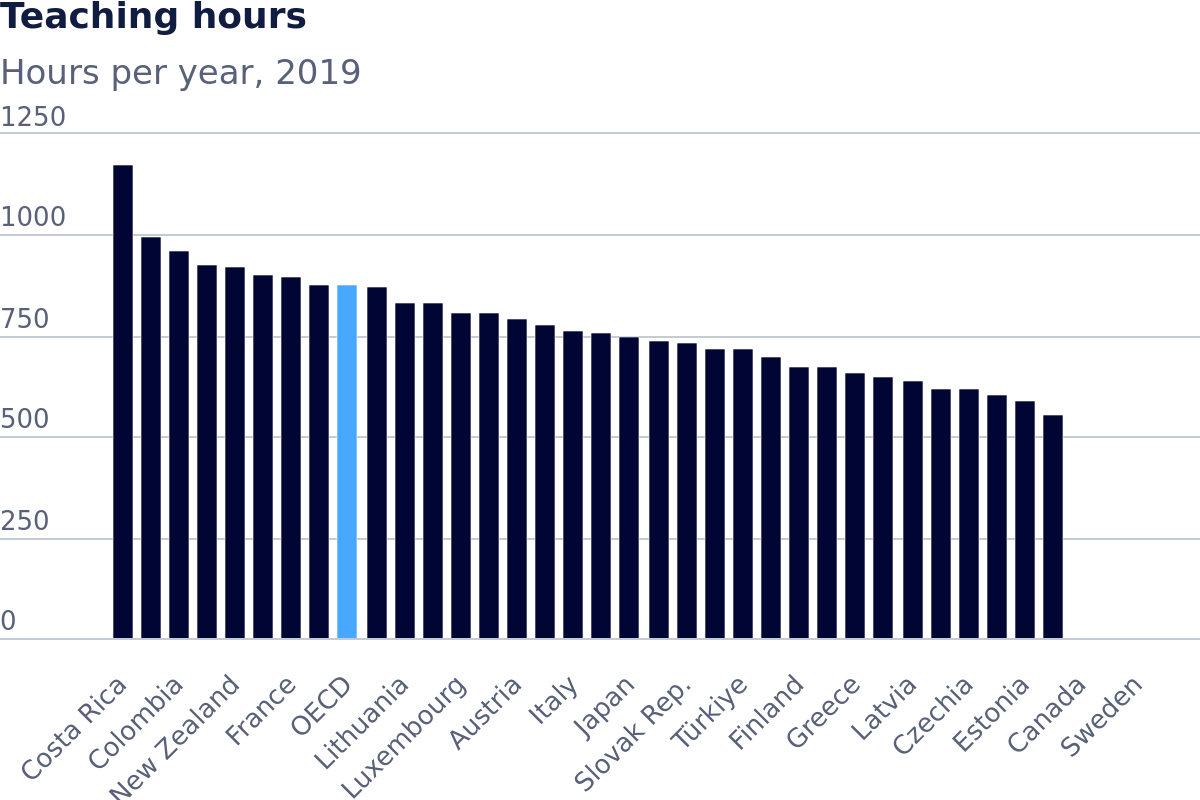 Teaching hours
Hours per year, 2019
1250
1000
750
500
250
0
Costa Rica
Colombia
New Zealand
France
OECD
Lithuania
Luxembourg
Austria
Italy
Japan
Slovak Rep.
Türkiye
Finland
Greece
Latvia
Czechia
Estonia
Canada
Sweden